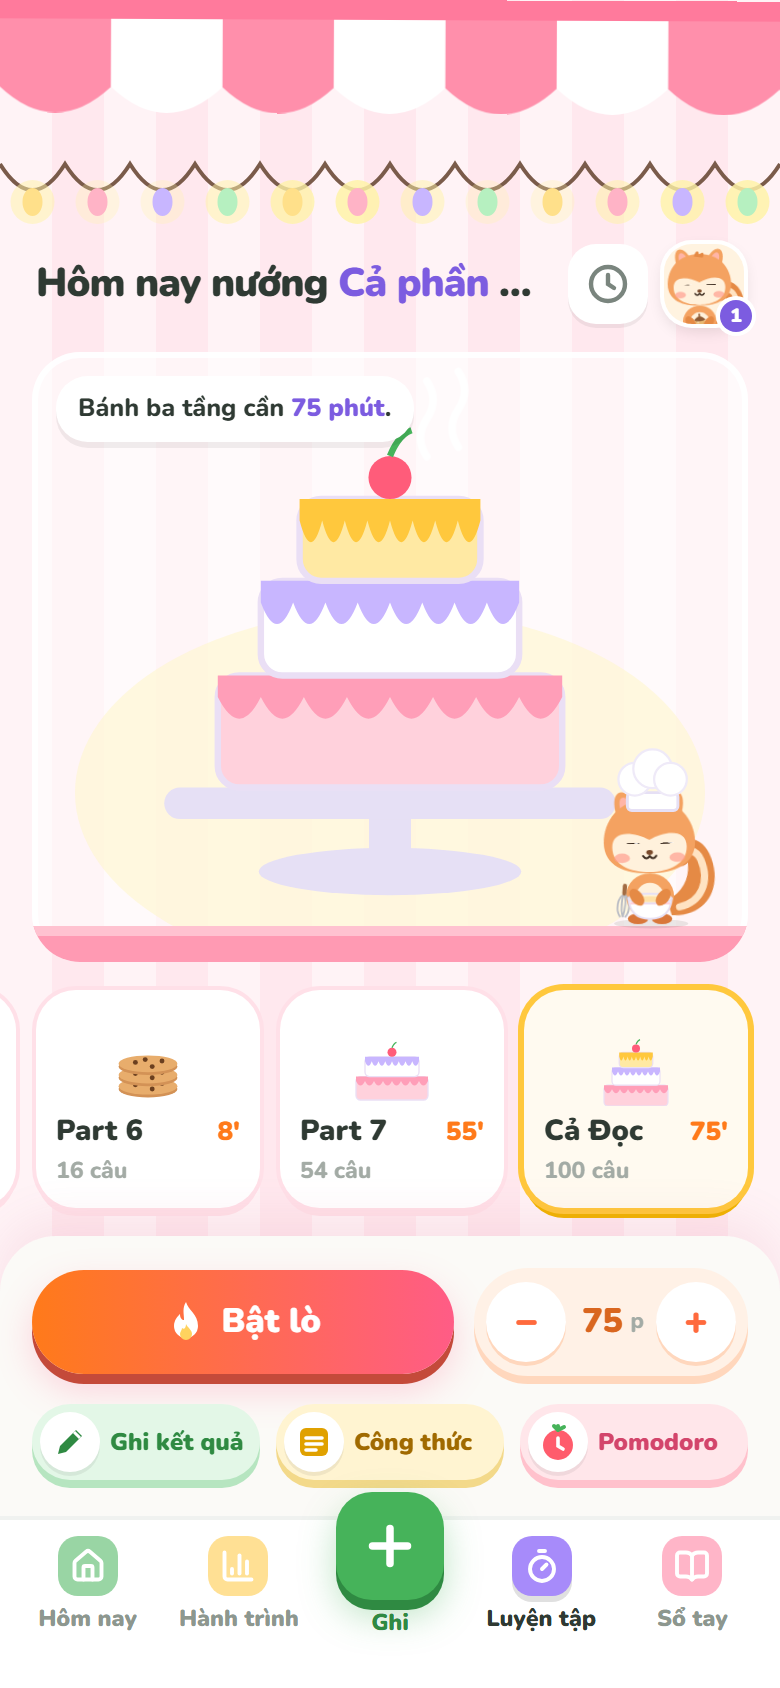 Hôm nay nướng Cả phần ...
1
Bánh ba tầng cần 75 phút.
Part 6 8'
16 câu
Part 7 55'
54 câu
Cả Đọc 75'
100 câu
Bật lò
− 75 p +
Ghi kết quả
Công thức
Pomodoro
Hôm nay
Hành trình
Ghi
Luyện tập
Sổ tay